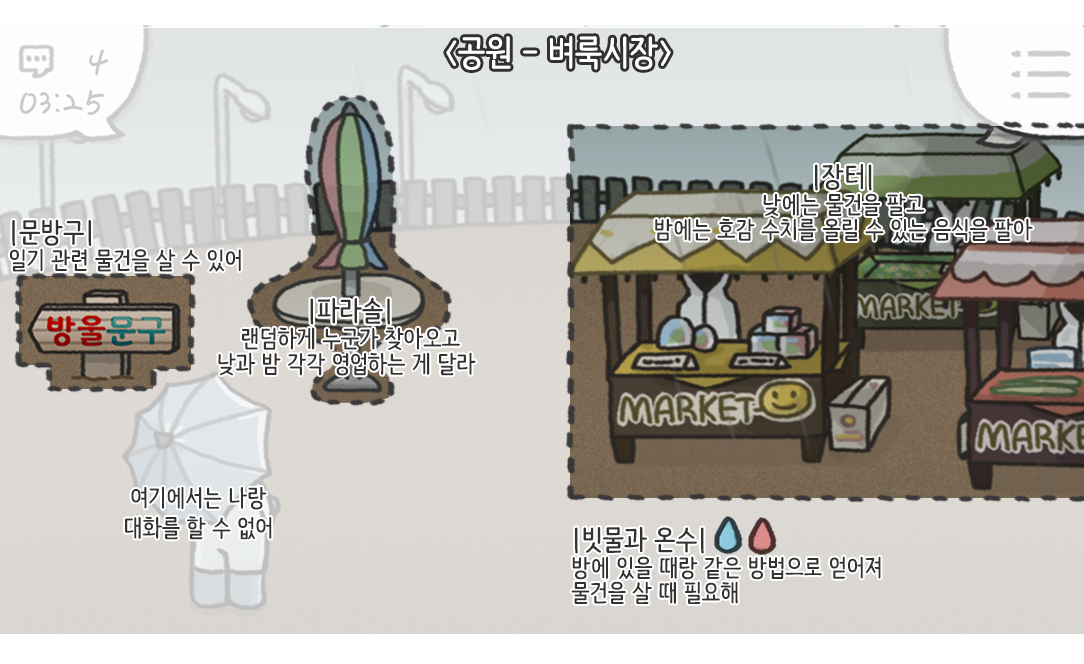 4
03:25
<공원 - 벼룩시장>
|문방구|
일기 관련 물건을 살 수 있어
방울문구
|파라솔|
랜덤하게 누군가 찾아오고
낮과 밤 각각 영업하는 게 달라
|장터|
낮에는 물건을 팔고
밤에는 호감 수치를 올릴 수 있는 음식을 팔아
MARKET
MARKET
MARKE
여기에서는 나랑
대화를 할 수 없어
|빗물과 온수|
방에 있을 때랑 같은 방법으로 얻어져
물건을 살 때 필요해